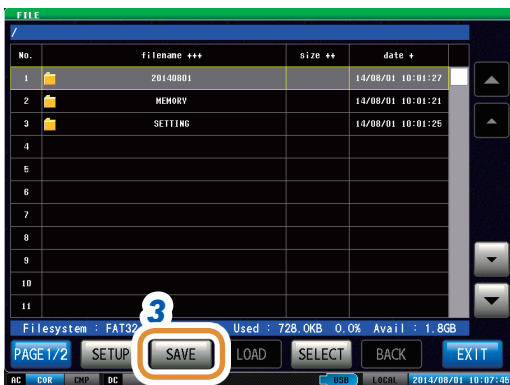 FILE
/
No. filename +++ size ++ date +
1 20140801 14/08/01 10:01:27
2 MEMORY 14/08/01 10:01:21
3 SETTING 14/08/01 10:01:25
4
5
6
7
8
9
10
11
3
Filesystem : FAT32 Used : 728.0KB 0.0% Avail : 1.8GB
PAGE1/2 SETUP SAVE LOAD SELECT BACK EXIT
AC COR CMP DC USB LOCAL 2014/08/01 10:07:45